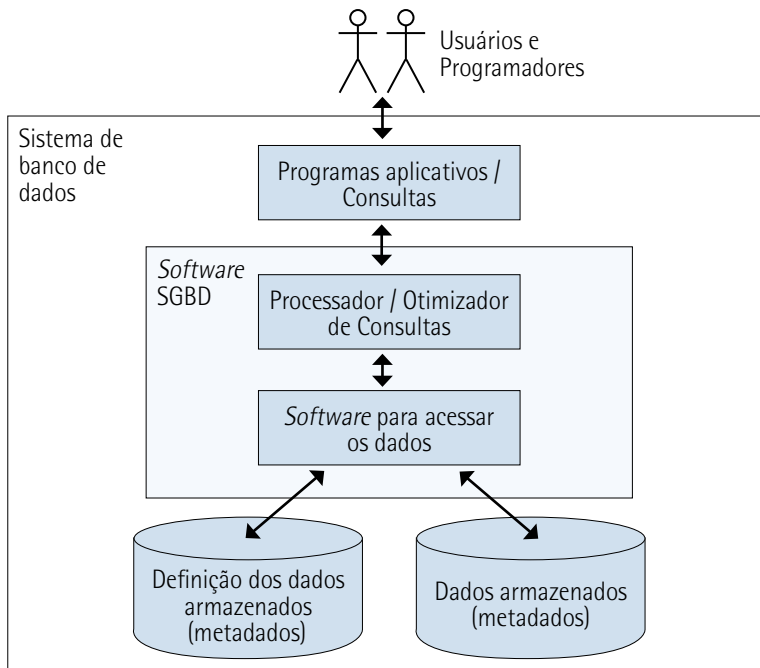 Usuários e
Programadores
Sistema de
banco de
dados
Programas aplicativos /
Consultas
Software
SGBD
Processador / Otimizador
de Consultas
Software para acessar
os dados
Definição dos dados
armazenados
(metadados)
Dados armazenados
(metadados)